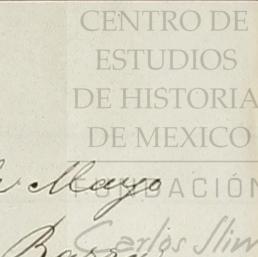 CENTRO DE
ESTUDIOS
DE HISTORIA
DE MEXICO
Mayo
FUNDACIÓN
Carlos Slim